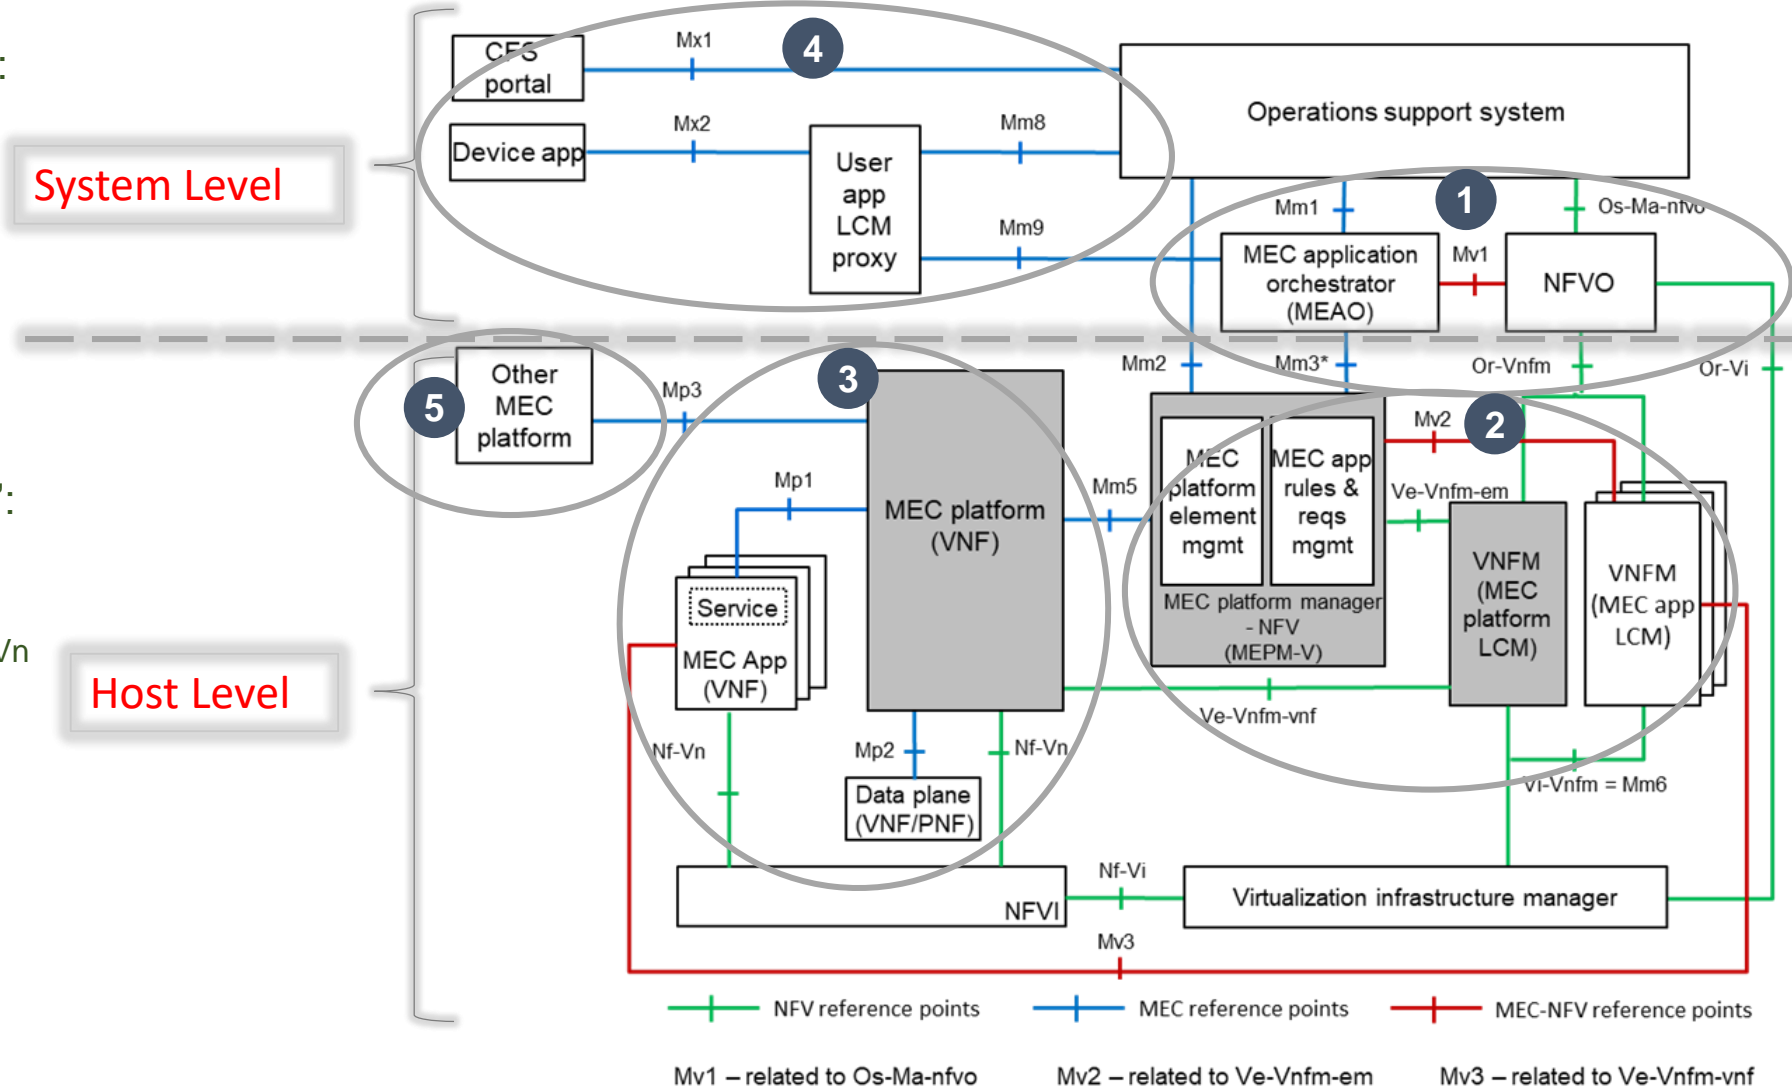 :
System Level
CFS
portal
Mx1
4
Operations support system
Device app
Mx2
User
app
LCM
proxy
Mm8
Mm9
Mm1
1
Os-Ma-nfvo
MEC application
orchestrator
(MEAO)
Mv1
NFVO
Mm2
Mm3*
Or-Vnfm
Or-Vi
5
Other
MEC
platform
Mp3
3
MEC platform
(VNF)
Mp1
Mm5
Service
MEC App
(VNF)
MEC
platform
element
mgmt
MEC app
rules &
reqs
mgmt
MEC platform manager
- NFV
(MEPM-V)
Mv2
2
Ve-Vnfm-em
VNFM
(MEC
platform
LCM)
VNFM
(MEC app
LCM)
':
Vn
Host Level
Ve-Vnfm-vnf
Nf-Vn
Mp2
Nf-Vn
Data plane
(VNF/PNF)
Vi-Vnfm = Mm6
NFVI
Nf-Vi
Virtualization infrastructure manager
Mv3
NFV reference points
MEC reference points
MEC-NFV reference points
Mv1 – related to Os-Ma-nfvo
Mv2 – related to Ve-Vnfm-em
Mv3 – related to Ve-Vnfm-vnf